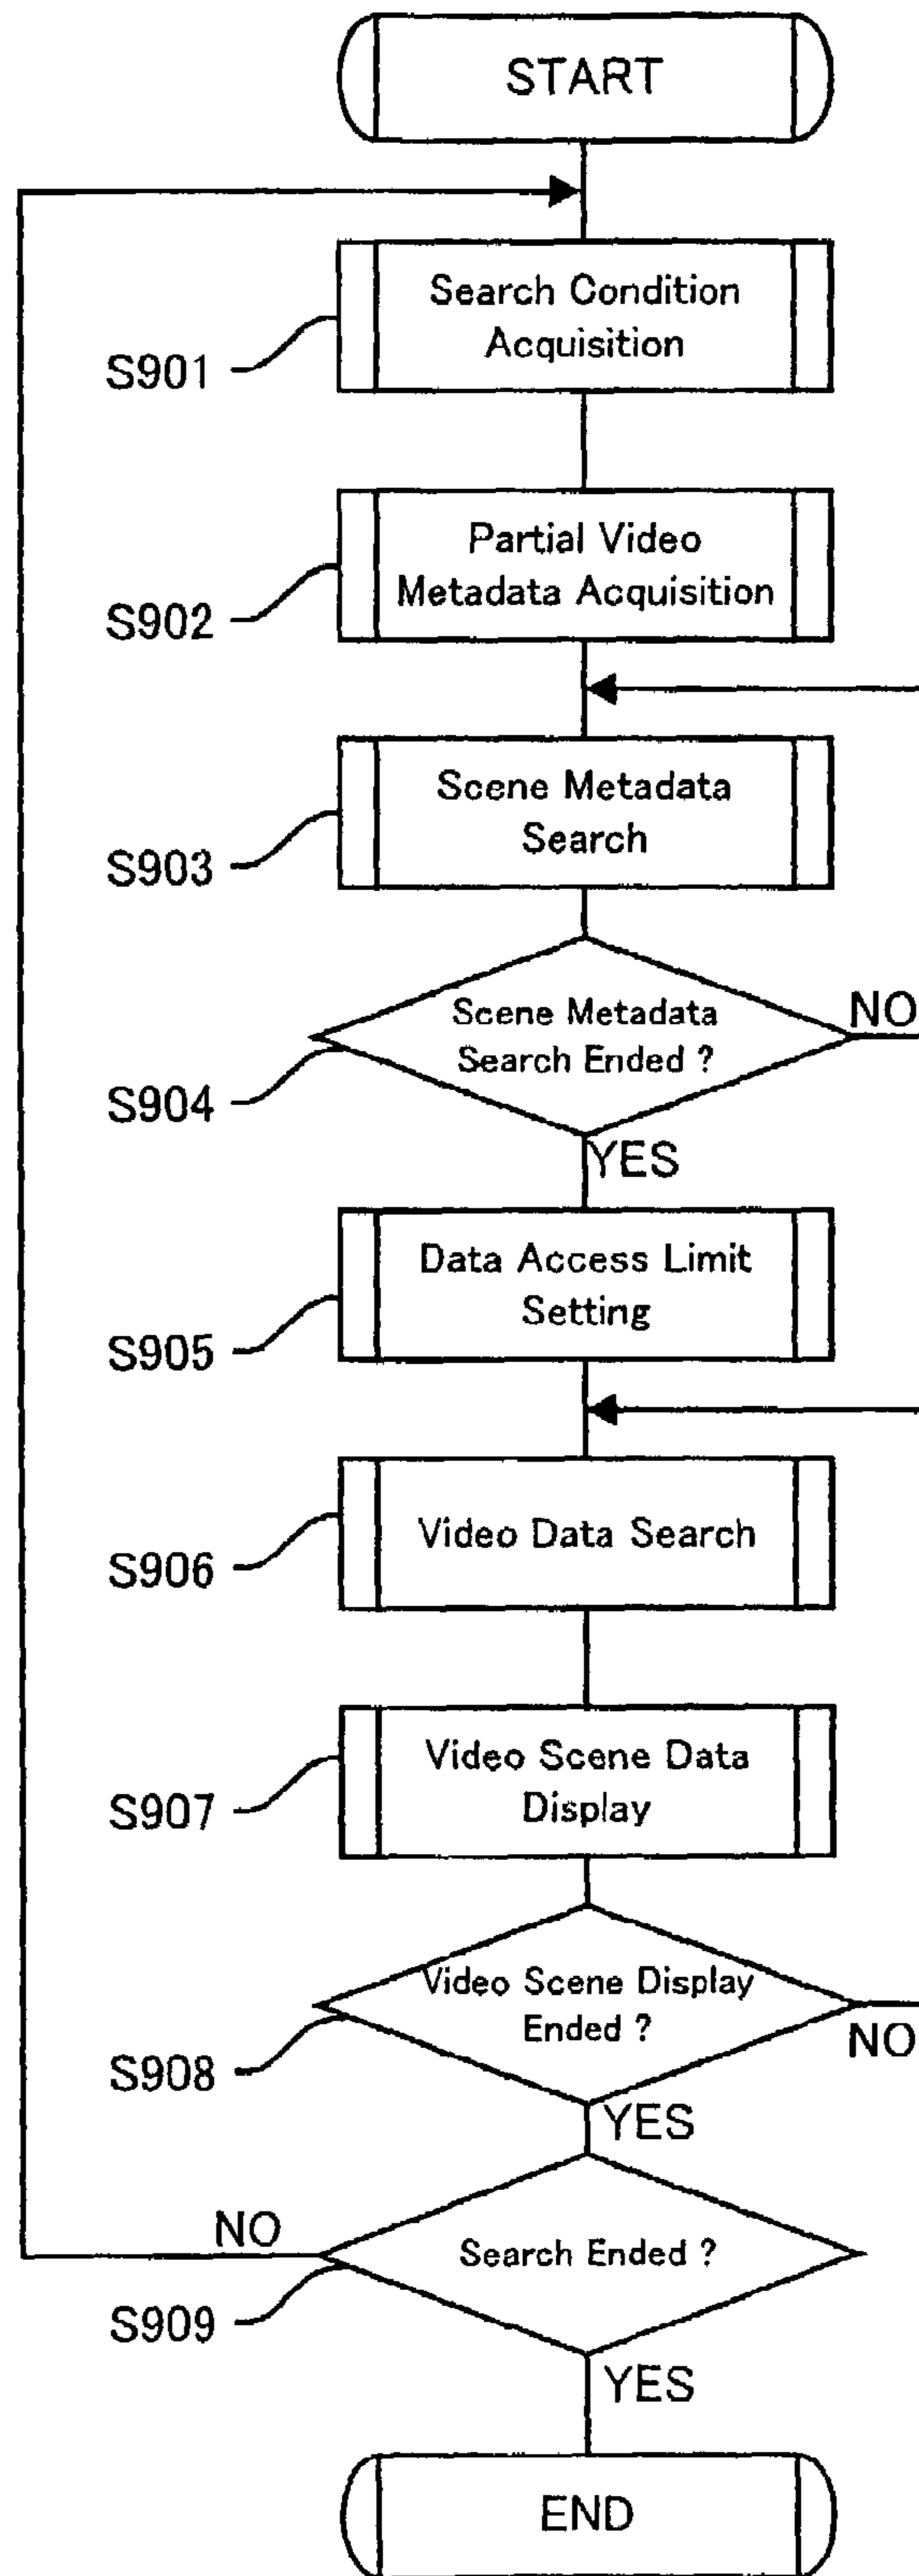 START
Search Condition
Acquisition
S901
Partial Video
Metadata Acquisition
S902
Scene Metadata
Search
S903
Scene Metadata
Search Ended ?
NO
S904
YES
Data Access Limit
Setting
S905
Video Data Search
S906
Video Scene Data
Display
S907
Video Scene Display
Ended ?
NO
S908
YES
NO
Search Ended ?
S909
YES
END